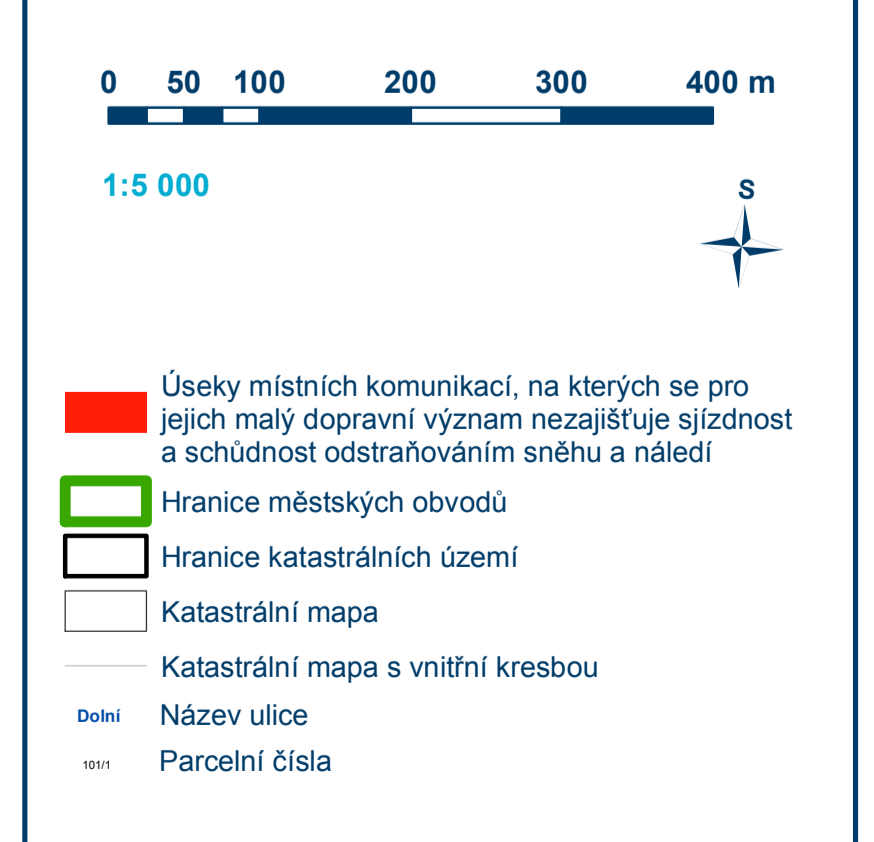 0 50 100 200 300 400 m
1:5 000
S
Úseky místních komunikací, na kterých se pro
jejich malý dopravní význam nezajišťuje sjízdnost
a schůdnost odstraňováním sněhu a náledí
Hranice městských obvodů
Hranice katastrálních území
Katastrální mapa
Katastrální mapa s vnitřní kresbou
Dolní Název ulice
101/1 Parcelní čísla